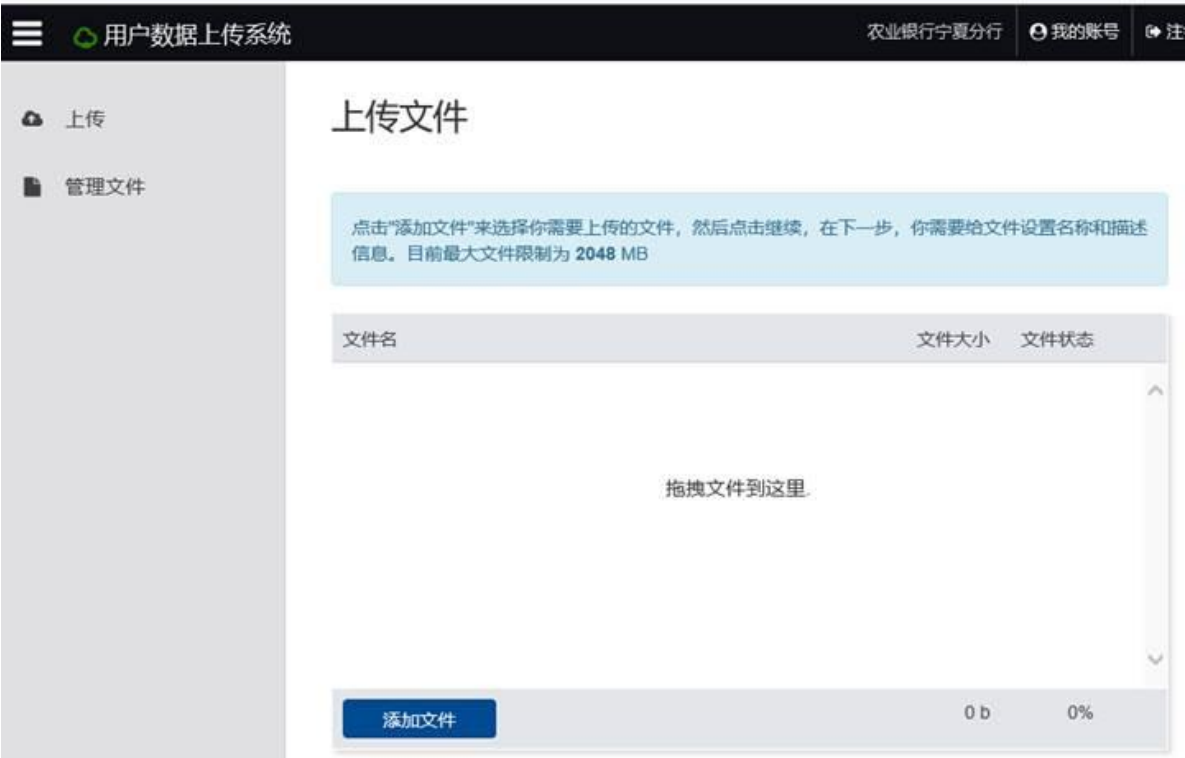 用户数据上传系统 农业银行宁夏分行 我的账号 注
上传
管理文件
上传文件
点击"添加文件"来选择你需要上传的文件，然后点击继续，在下一步，你需要给文件设置名称和描述
信息。目前最大文件限制为 2048 MB
文件名 文件大小 文件状态
拖拽文件到这里.
添加文件 0 b 0%